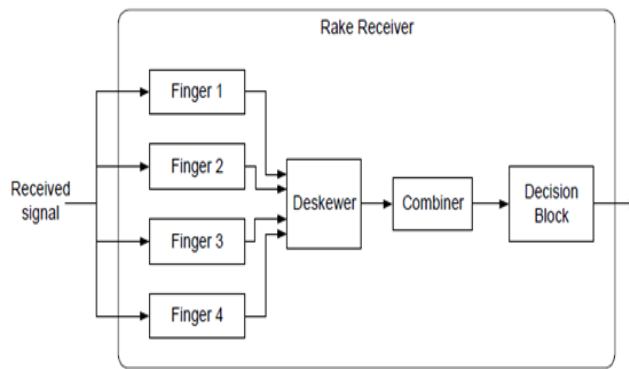 Rake Receiver
Finger 1
Finger 2
Received
signal
Deskewer
Combiner
Decision
Block
Finger 3
Finger 4